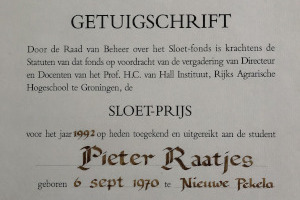 GETUIGSCHRIFT
Door de Raad van Beheer over het Sloet-fonds is krachtens de
Statuten van dat fonds op voordracht van de vergadering van Directeur
en Docenten van het Prof. H.C. van Hall Instituut, Rijks Agrarische
Hogeschool te Groningen, de
SLOET-PRIJS
voor het jaar 1992 op heden toegekend en uitgereikt aan de student
Pieter Raatjes
geboren 6 sept 1970 te Nieuwe Pekela